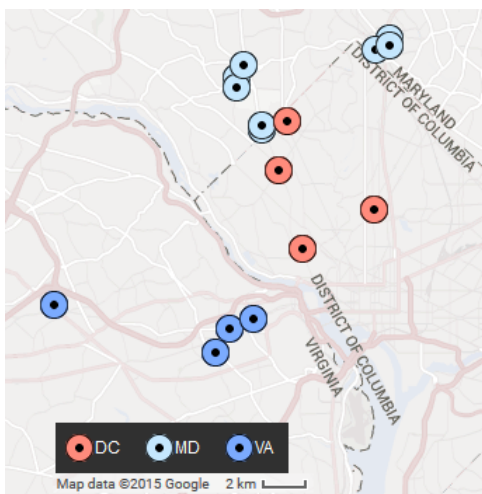 MARYLAND
DISTRICT OF COLUMBIA
DISTRICT OF COLUMBIA
VIRGINIA
DC MD VA
Map data ©2015 Google 2 km